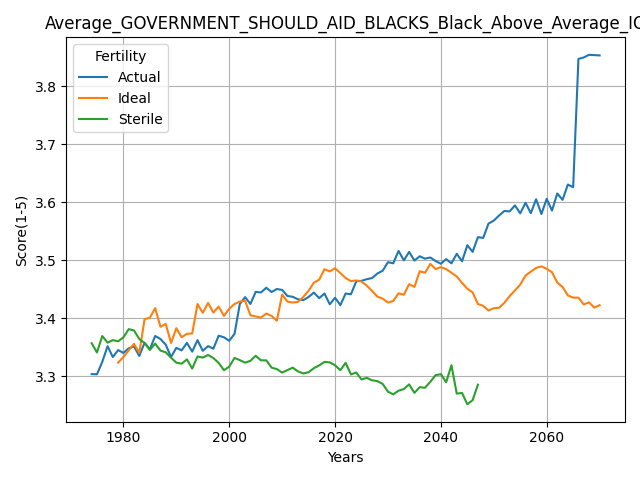 Average_GOVERNMENT_SHOULD_AID_BLACKS_Black_Above_Average_IQ
Fertility
Actual
Ideal
Sterile
Score(1-5)
3.8
3.7
3.6
3.5
3.4
3.3
1980 2000 2020 2040 2060
Years